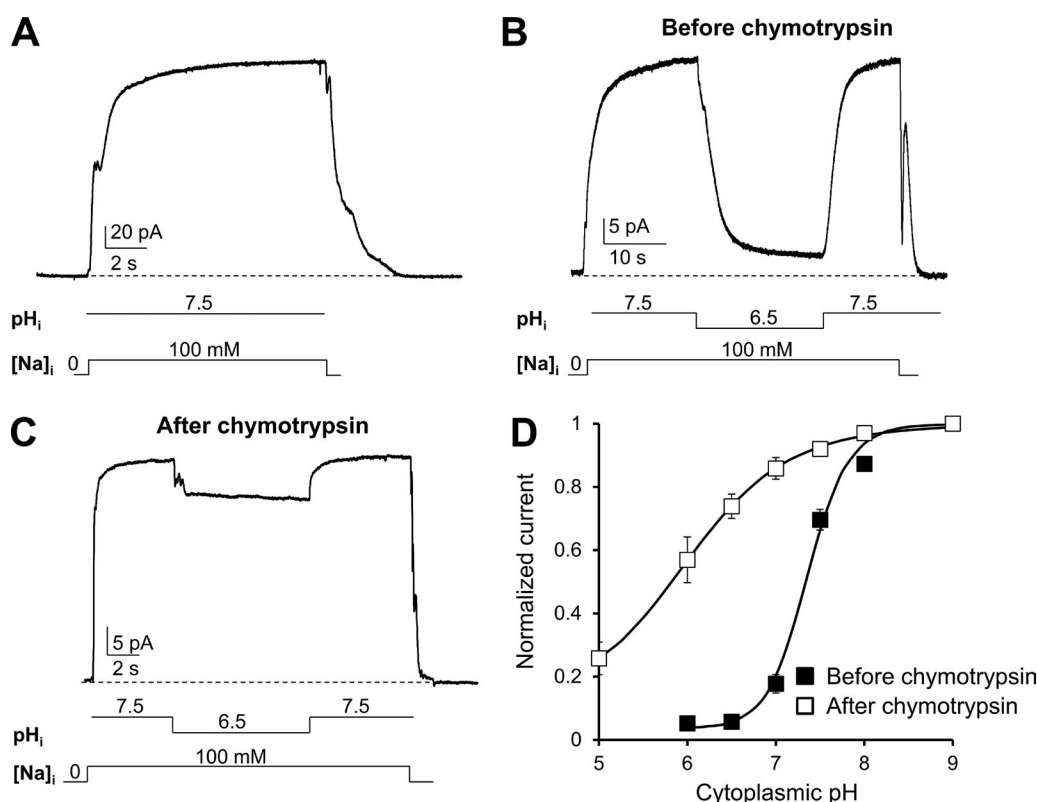 A
20 pA
2 s
7.5
pHi
100 mM
[Na]i 0
B
Before chymotrypsin
5 pA
10 s
7.5 7.5
pHi 6.5
100 mM
[Na]i 0
C
After chymotrypsin
5 pA
2 s
7.5 7.5
pHi 6.5
100 mM
[Na]i 0
D
Normalized current
1
0.8
0.6
0.4
0.2
0
Before chymotrypsin
After chymotrypsin
5 6 7 8 9
Cytoplasmic pH